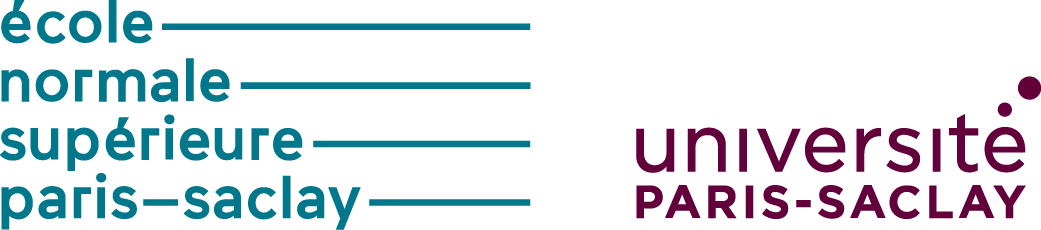 école
normale
supérieure
paris—saclay
université
PARIS-SACLAY